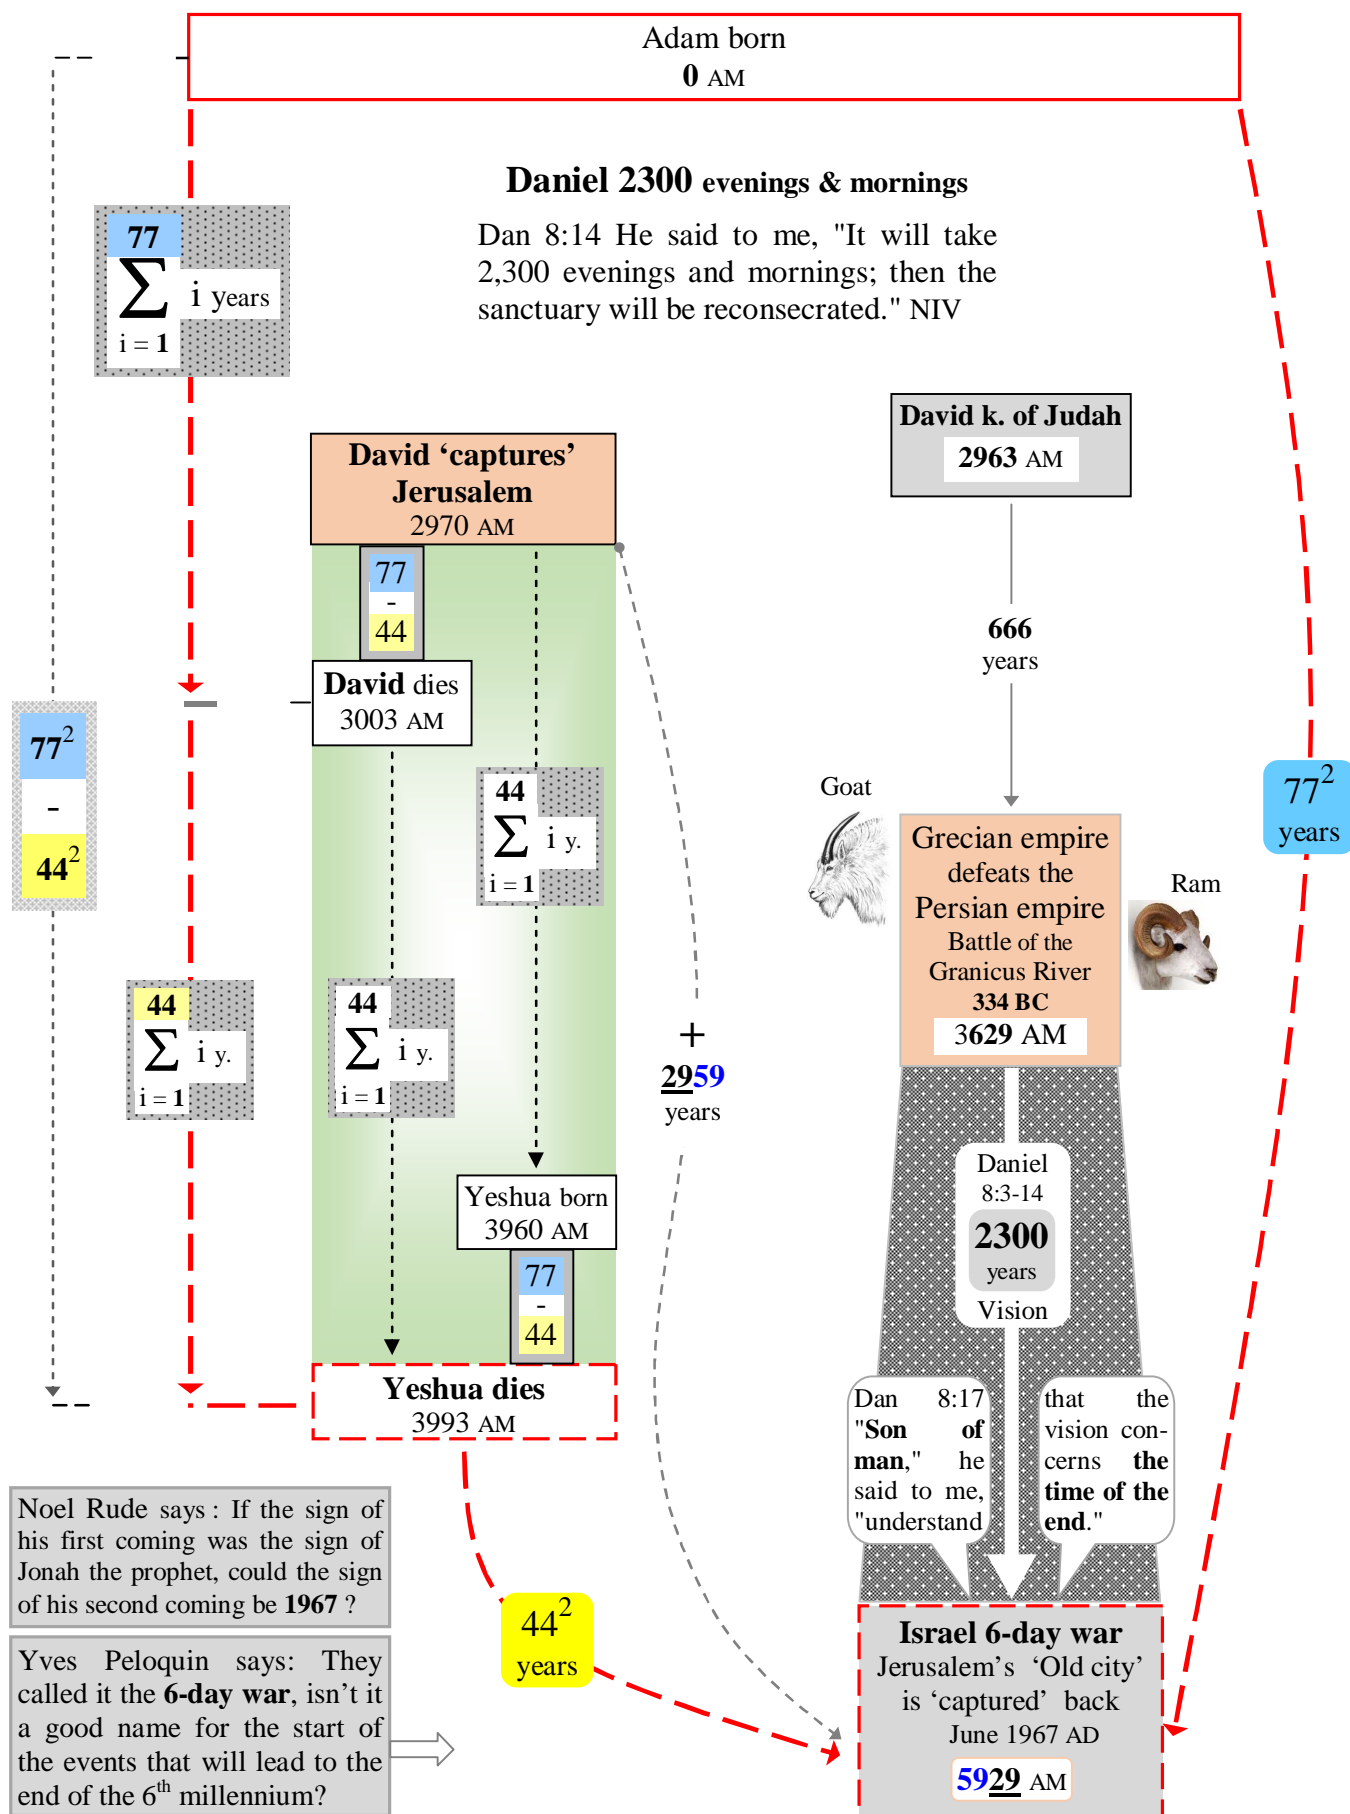 Adam born
0 AM
Daniel 2300 evenings & mornings
Dan 8:14 He said to me, "It will take
2,300 evenings and mornings; then the
sanctuary will be reconsecrated." NIV
77
∑ i years
i = 1
David k. of Judah
2963 AM
David ‘captures’
Jerusalem
2970 AM
77
-
44
666
years
David dies
3003 AM
77²
-
44²
44
∑ i y.
i = 1
77²
years
Goat
Grecian empire
defeats the
Persian empire
Battle of the
Granicus River
334 BC
3629 AM
Ram
44
∑ i y.
i = 1
44
∑ i y.
i = 1
+
2959
years
Daniel
8:3-14
2300
years
Vision
Yeshua born
3960 AM
77
-
44
Yeshua dies
3993 AM
Dan 8:17
"Son of
man," he
said to me,
"understand
that the
vision con-
cerns the
time of the
end."
Noel Rude says : If the sign of
his first coming was the sign of
Jonah the prophet, could the sign
of his second coming be 1967 ?
44²
years
Yves Peloquin says: They
called it the 6-day war, isn’t it
a good name for the start of
the events that will lead to the
end of the 6th millennium?
Israel 6-day war
Jerusalem’s ‘Old city’
is ‘captured’ back
June 1967 AD
5929 AM